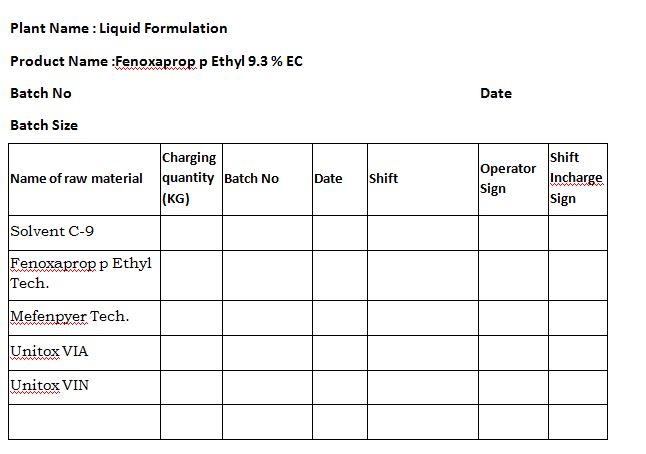 Plant Name : Liquid Formulation
Product Name :Fenoxaprop p Ethyl 9.3 % EC
Batch No Date
Batch Size
Name of raw material Charging quantity (KG) Batch No Date Shift Operator Sign Shift Incharge Sign
Solvent C-9
Fenoxaprop p Ethyl
Tech.
Mefenpyer Tech.
Unitox VIA
Unitox VIN